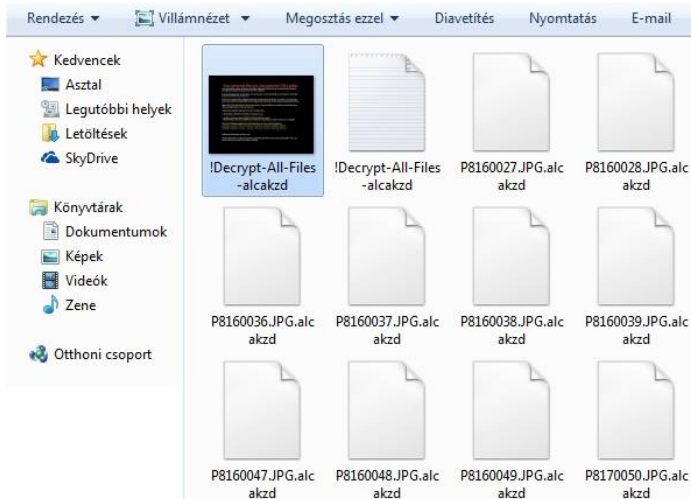 Rendezés Villámnézet Megosztás ezzel Diavetítés Nyomtatás E-mail
Kedvencek
Asztal
Legutóbbi helyek
Letöltések
SkyDrive
Könyvtárak
Dokumentumok
Képek
Videók
Zene
Otthoni csoport
!Decrypt-All-Files
-alcakzd
!Decrypt-All-Files
-alcakzd
P8160027.JPG.alc
akzd
P8160028.JPG.alc
akzd
P8160036.JPG.alc
akzd
P8160037.JPG.alc
akzd
P8160038.JPG.alc
akzd
P8160039.JPG.alc
akzd
P8160047.JPG.alc
akzd
P8160048.JPG.alc
akzd
P8160049.JPG.alc
akzd
P8170050.JPG.alc
akzd